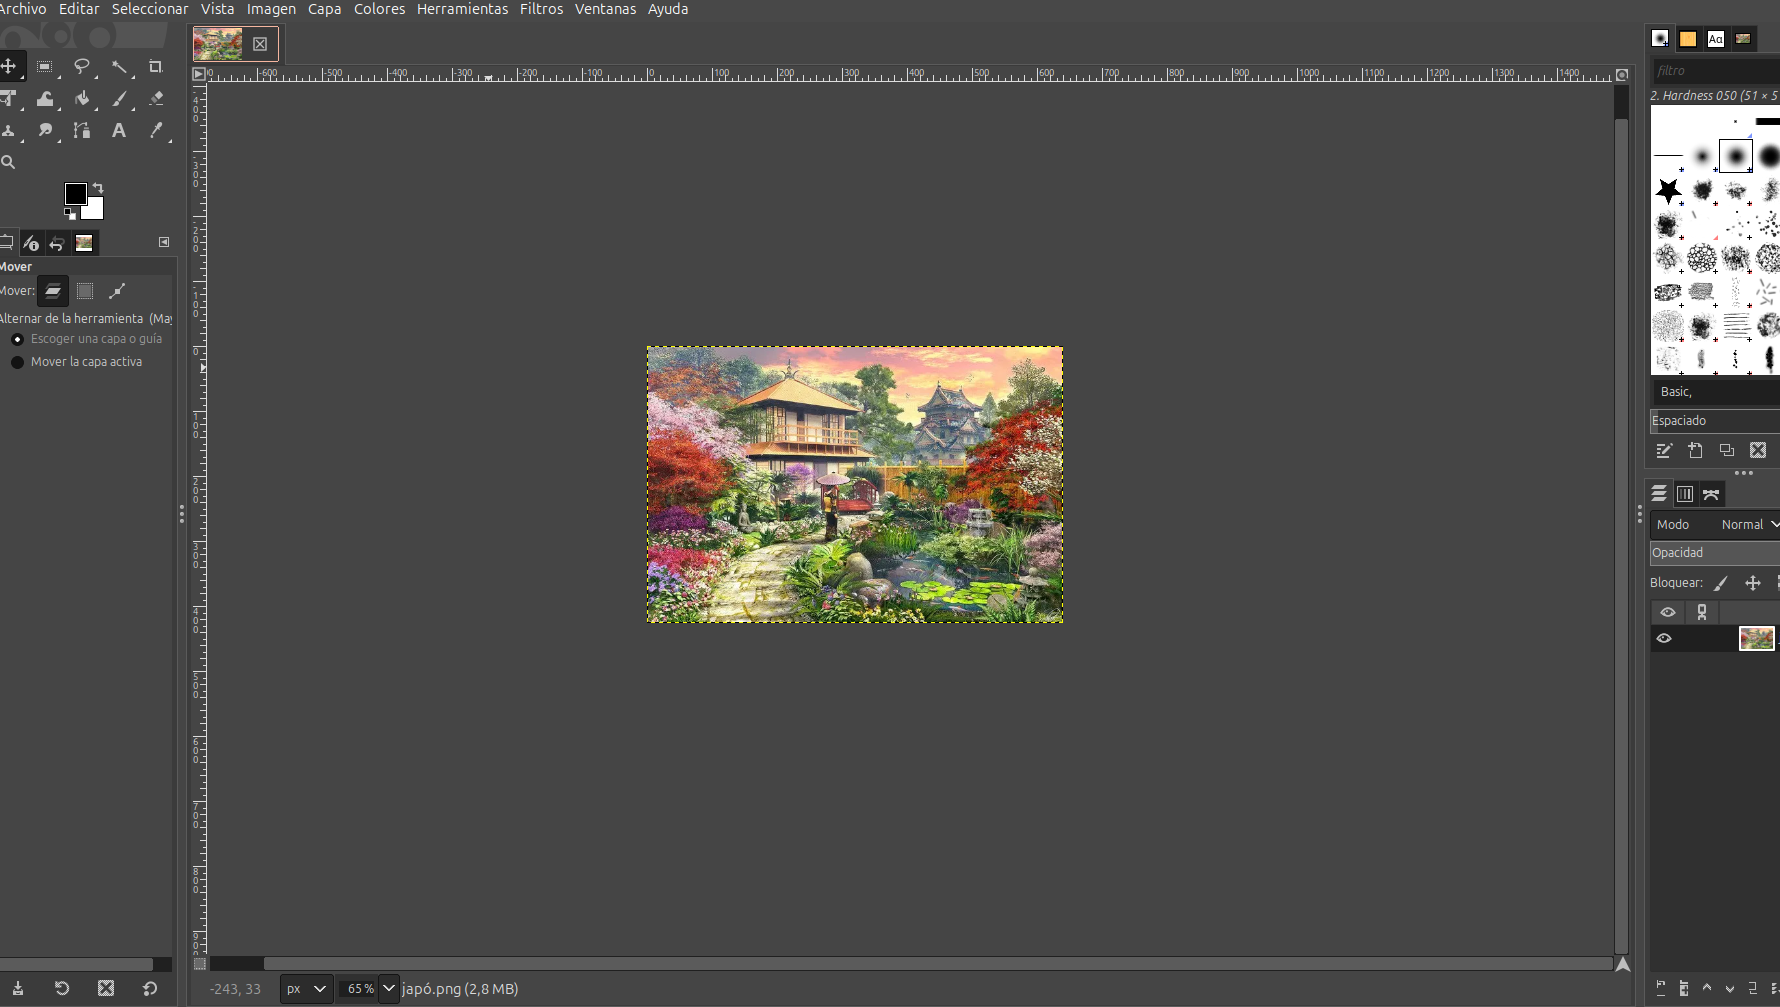 Archivo Editar Seleccionar Vista Imagen Capa Colores Herramientas Filtros Ventanas Ayuda
-600 -500 -400 -300 -200 -100 0 100 200 300 400 500 600 700 800 900 1000 1100 1200 1300 1400
filtro
2. Hardness 050 (51 × 5
Mover
Mover:
Alternar de la herramienta (May
Escoger una capa o guía
Mover la capa activa
Basic,
Espaciado
Modo Normal
Opacidad
Bloquear:
-243, 33 px 65 % japó.png (2,8 MB)